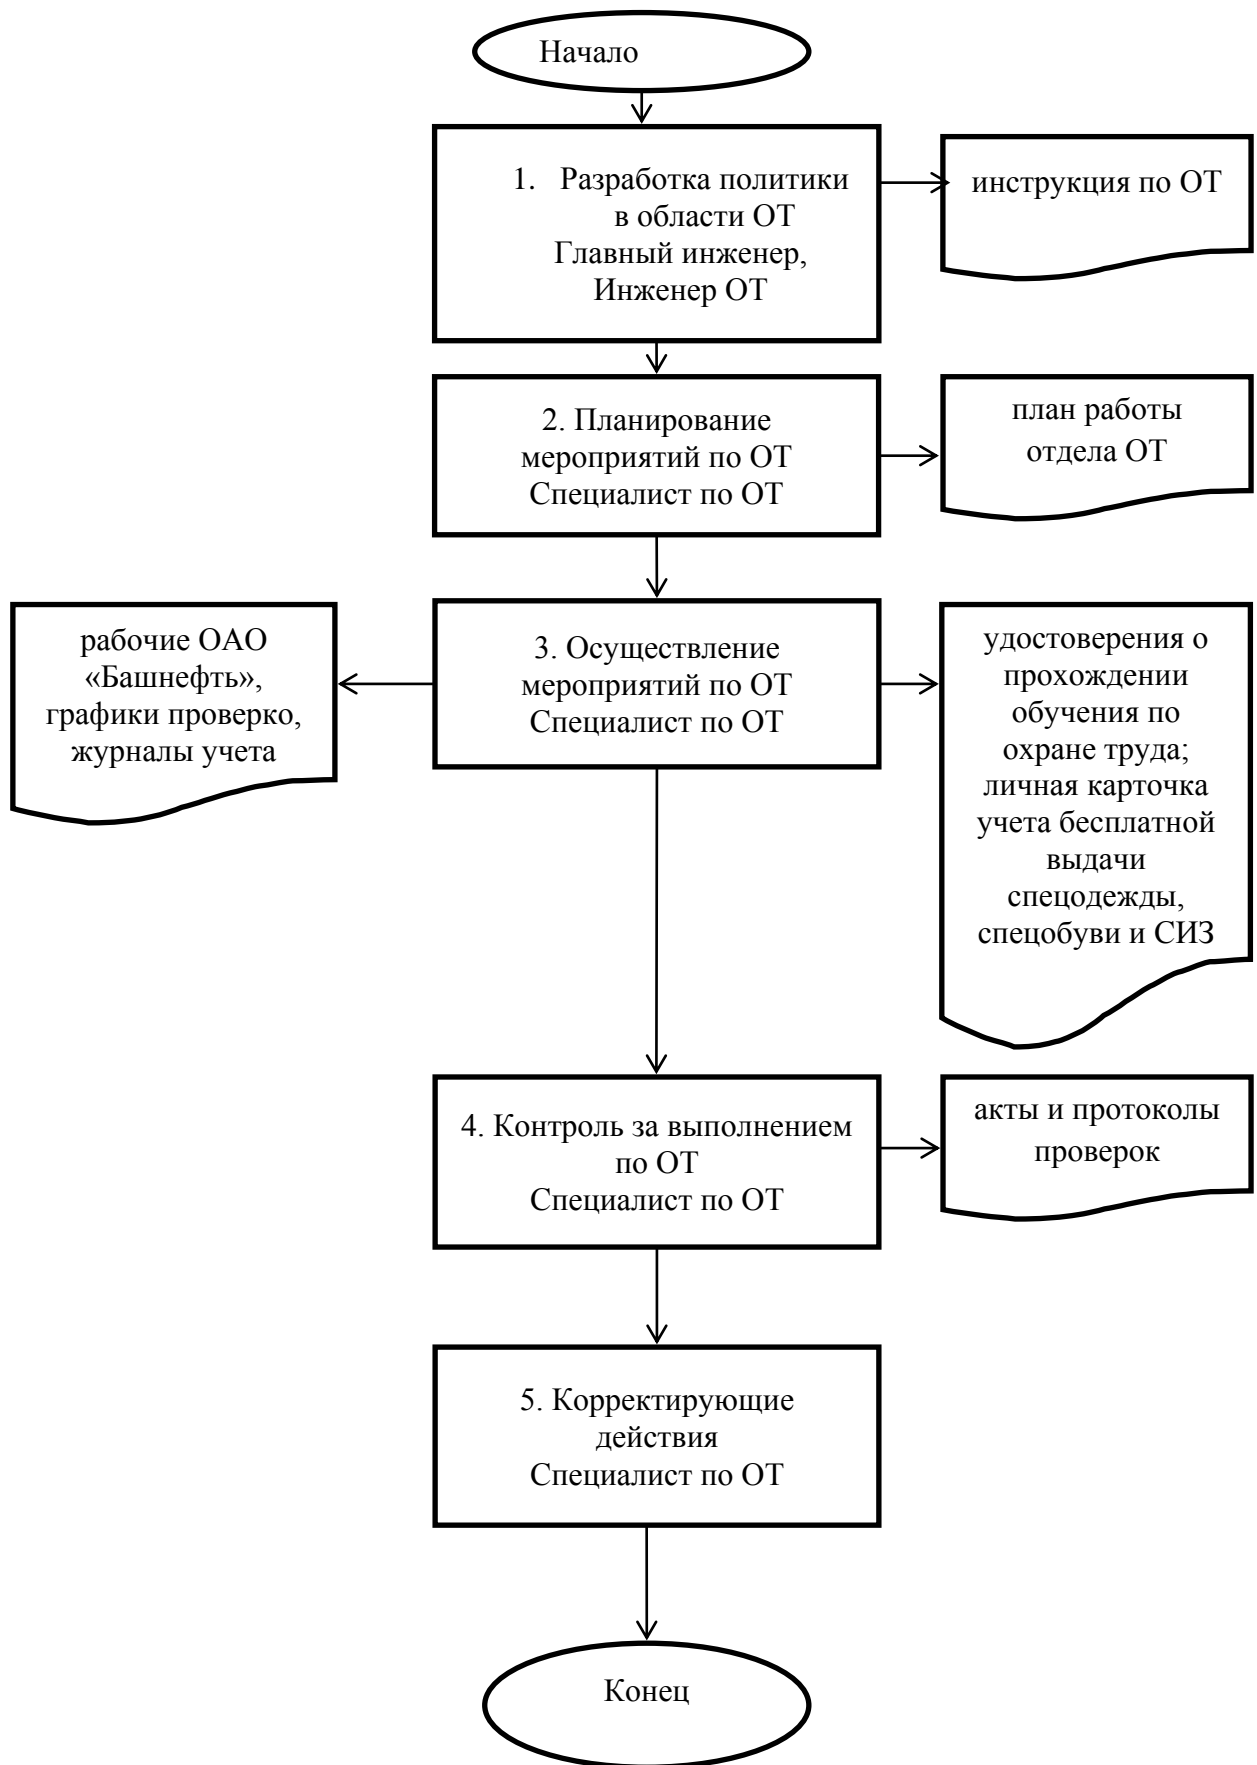 Начало
1. Разработка политики
в области ОТ
Главный инженер,
Инженер ОТ
инструкция по ОТ
2. Планирование
мероприятий по ОТ
Специалист по ОТ
план работы
отдела ОТ
рабочие ОАО
«Башнефть»,
графики проверко,
журналы учета
3. Осуществление
мероприятий по ОТ
Специалист по ОТ
удостоверения о
прохождении
обучения по
охране труда;
личная карточка
учета бесплатной
выдачи
спецодежды,
спецобуви и СИЗ
4. Контроль за выполнением
по ОТ
Специалист по ОТ
акты и протоколы
проверок
5. Корректирующие
действия
Специалист по ОТ
Конец